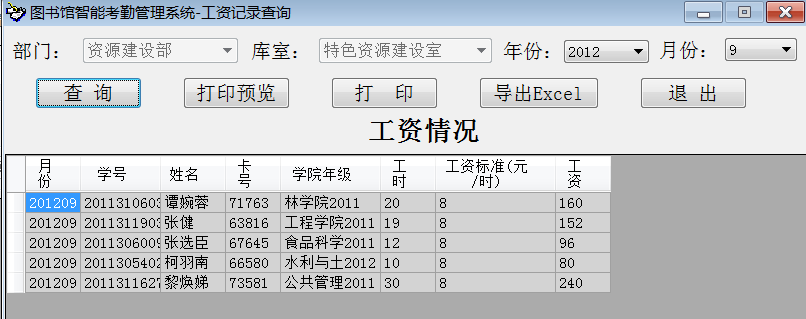 图书馆智能考勤管理系统-工资记录查询
部门： 资源建设部 库室： 特色资源建设室 年份： 2012 月份： 9
查 询 打印预览 打 印 导出Excel 退 出
工资情况
月份 学号 姓名 卡号 学院年级 工时 工资标准(元/时) 工资
201209 2011310603 谭婉蓉 71763 林学院2011 20 8 160
201209 2011311903 张健 63816 工程学院2011 19 8 152
201209 2011306009 张选臣 67645 食品科学2011 12 8 96
201209 2011305402 柯羽南 66580 水利与土2012 10 8 80
201209 2011311627 黎焕娣 73581 公共管理2011 30 8 240